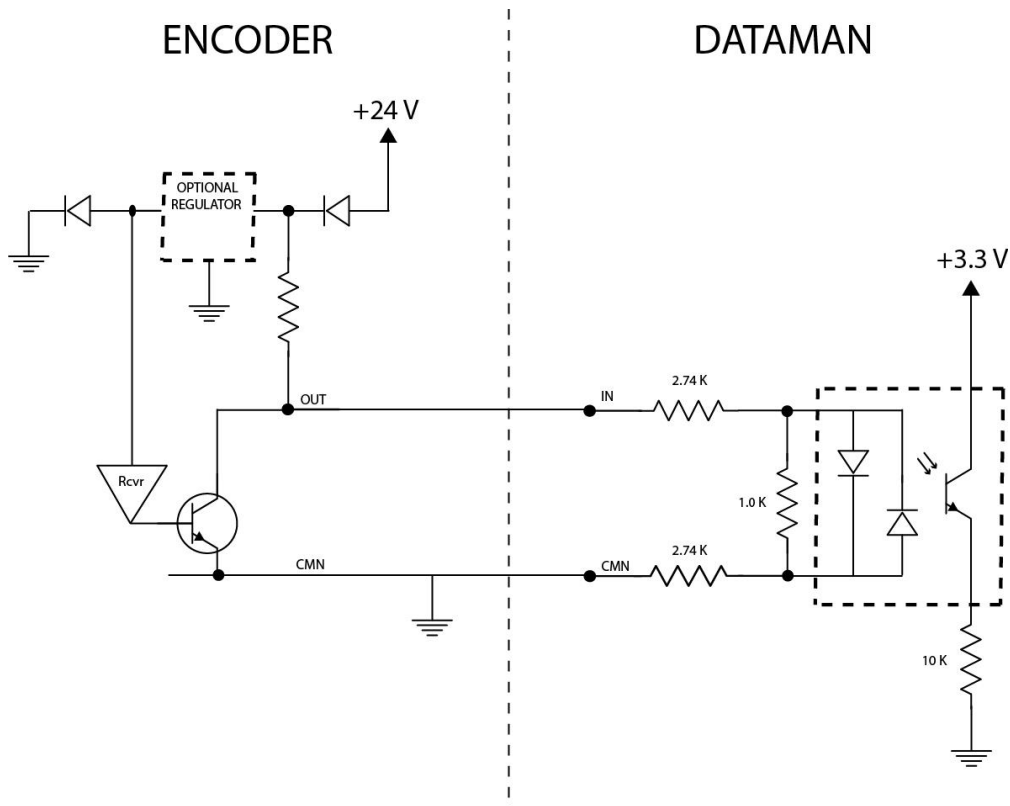 ENCODER
DATAMAN
+24 V
OPTIONAL
REGULATOR
+3.3 V
OUT
IN
2.74 K
Rcvr
1.0 K
CMN
CMN
2.74 K
10 K